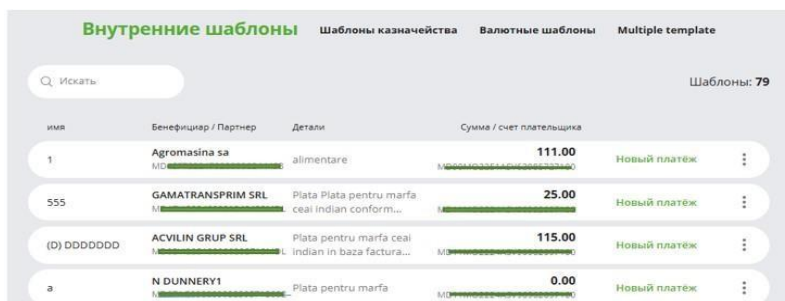 Внутренние шаблоны Шаблоны казначейства Валютные шаблоны Multiple template
Искать
Шаблоны: 79
имя Бенефициар / Партнер Детали Сумма / счет плательщика
1 Agromasina sa alimentare 111.00 Новый платёж
555 GAMATRANSPRIM SRL Plata Plata pentru marfa 25.00 Новый платёж
ceai indian conform...
(D) DDDDDDD ACVILIN GRUP SRL Plata pentru marfa ceai 115.00 Новый платёж
indian in baza factura...
a N DUNNERY1 Plata pentru marfa 0.00 Новый платёж